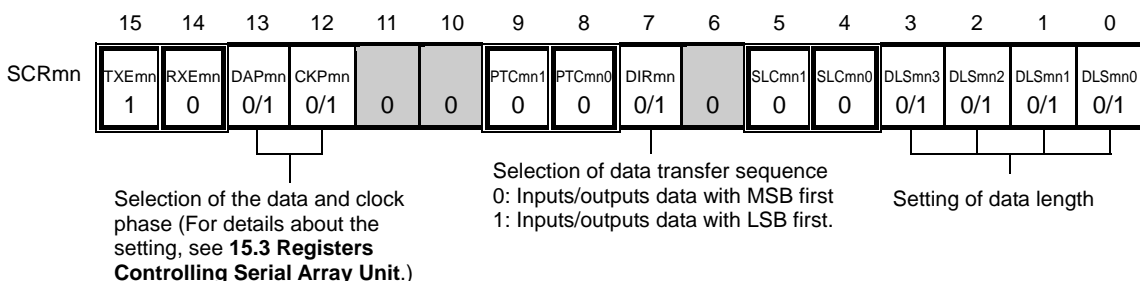 15 14 13 12 11 10 9 8 7 6 5 4 3 2 1 0
SCRmn TXEmn RXEmn DAPmn CKPmn PTCmn1 PTCmn0 DIRmn SLCmn1 SLCmn0 DLSmn3 DLSmn2 DLSmn1 DLSmn0
1 0 0/1 0/1 0 0 0 0 0/1 0 0 0 0/1 0/1 0/1 0/1
Selection of the data and clock
phase (For details about the
setting, see 15.3 Registers
Controlling Serial Array Unit.)
Selection of data transfer sequence
0: Inputs/outputs data with MSB first
1: Inputs/outputs data with LSB first.
Setting of data length